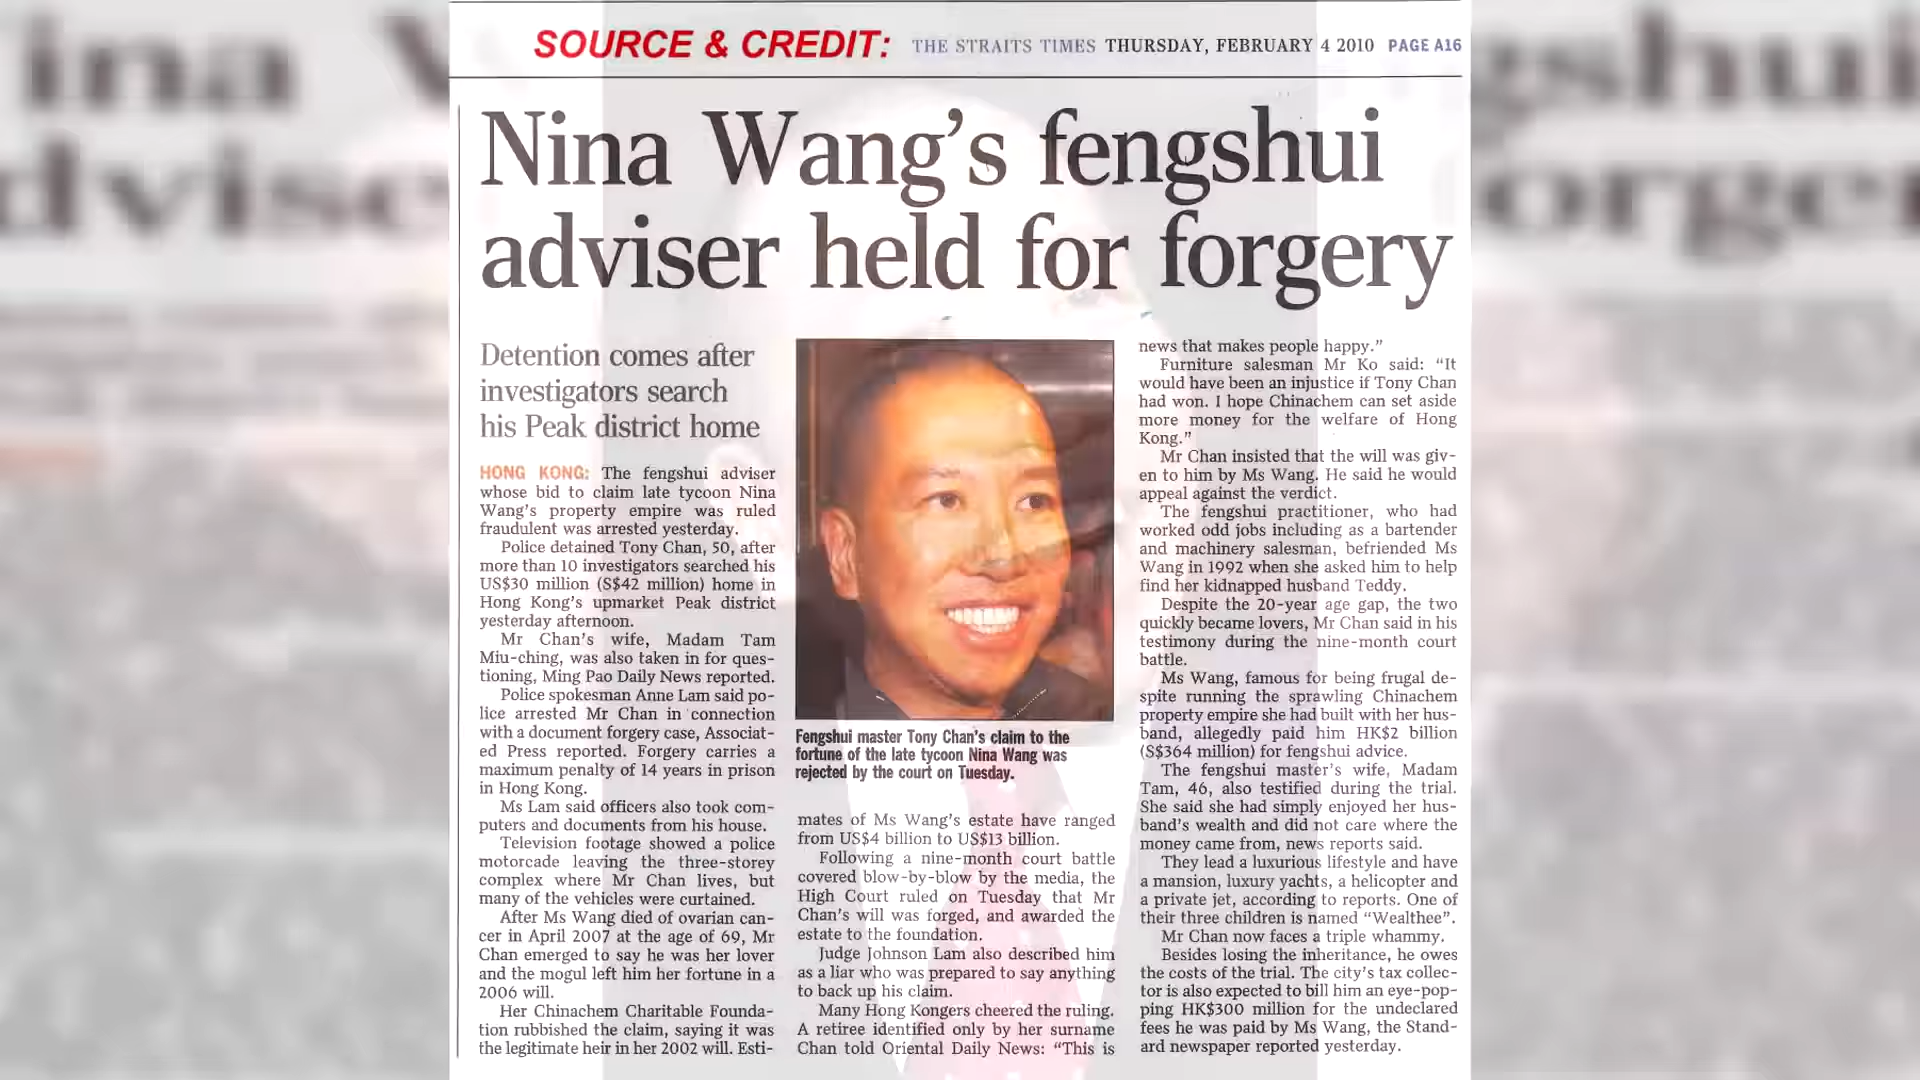 SOURCE & CREDIT: THE STRAITS TIMES THURSDAY, FEBRUARY 4 2010 PAGE A16
Nina Wang's fengshui
adviser held for forgery
Detention comes after
investigators search
his Peak district home
HONG KONG: The fengshui adviser
whose bid to claim late tycoon Nina
Wang's property empire was ruled
fraudulent was arrested yesterday.
Police detained Tony Chan, 50, after
more than 10 investigators searched his
US$30 million (S$42 million) home in
Hong Kong's upmarket Peak district
yesterday afternoon.
Mr Chan's wife, Madam Tam
Miu-ching, was also taken in for ques-
tioning, Ming Pao Daily News reported.
Police spokesman Anne Lam said po-
lice arrested Mr Chan in connection
with a document forgery case, Associat-
ed Press reported. Forgery carries a
maximum penalty of 14 years in prison
in Hong Kong.
Ms Lam said officers also took com-
puters and documents from his house.
Television footage showed a police
motorcade leaving the three-storey
complex where Mr Chan lives, but
many of the vehicles were curtained.
After Ms Wang died of ovarian can-
cer in April 2007 at the age of 69, Mr
Chan emerged to say he was her lover
and the mogul left him her fortune in a
2006 will.
Her Chinachem Charitable Founda-
tion rubbished the claim, saying it was
the legitimate heir in her 2002 will. Esti-
Fengshui master Tony Chan's claim to the
fortune of the late tycoon Nina Wang was
rejected by the court on Tuesday.
mates of Ms Wang's estate have ranged
from US$4 billion to US$13 billion.
Following a nine-month court battle
covered blow-by-blow by the media, the
High Court ruled on Tuesday that Mr
Chan's will was forged, and awarded the
estate to the foundation.
Judge Johnson Lam also described him
as a liar who was prepared to say anything
to back up his claim.
Many Hong Kongers cheered the ruling.
A retiree identified only by her surname
Chan told Oriental Daily News: "This is
news that makes people happy."
Furniture salesman Mr Ko said: "It
would have been an injustice if Tony Chan
had won. I hope Chinachem can set aside
more money for the welfare of Hong
Kong."
Mr Chan insisted that the will was giv-
en to him by Ms Wang. He said he would
appeal against the verdict.
The fengshui practitioner, who had
worked odd jobs including as a bartender
and machinery salesman, befriended Ms
Wang in 1992 when she asked him to help
find her kidnapped husband Teddy.
Despite the 20-year age gap, the two
quickly became lovers, Mr Chan said in his
testimony during the nine-month court
battle.
Ms Wang, famous for being frugal de-
spite running the sprawling Chinachem
property empire she had built with her hus-
band, allegedly paid him HK$2 billion
(S$364 million) for fengshui advice.
The fengshui master's wife, Madam
Tam, 46, also testified during the trial.
She said she had simply enjoyed her hus-
band's wealth and did not care where the
money came from, news reports said.
They lead a luxurious lifestyle and have
a mansion, luxury yachts, a helicopter and
a private jet, according to reports. One of
their three children is named "Wealthee".
Mr Chan now faces a triple whammy.
Besides losing the inheritance, he owes
the costs of the trial. The city's tax collec-
tor is also expected to bill him an eye-pop-
ping HK$300 million for the undeclared
fees he was paid by Ms Wang, the Stand-
ard newspaper reported yesterday.